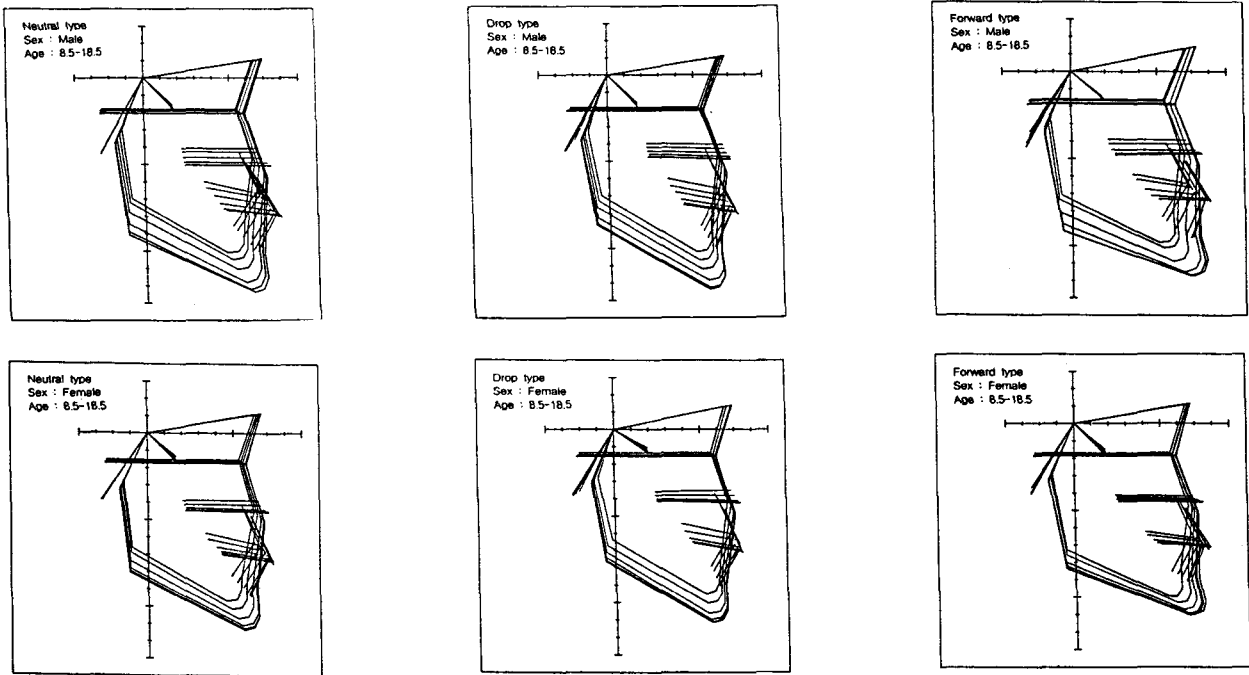 Neutral type
Sex : Male
Age : 8.5-18.5
Drop type
Sex : Male
Age : 8.5-18.5
Forward type
Sex : Male
Age : 8.5-18.5
Neutral type
Sex : Female
Age : 8.5-18.5
Drop type
Sex : Female
Age : 8.5-18.5
Forward type
Sex : Female
Age : 8.5-18.5